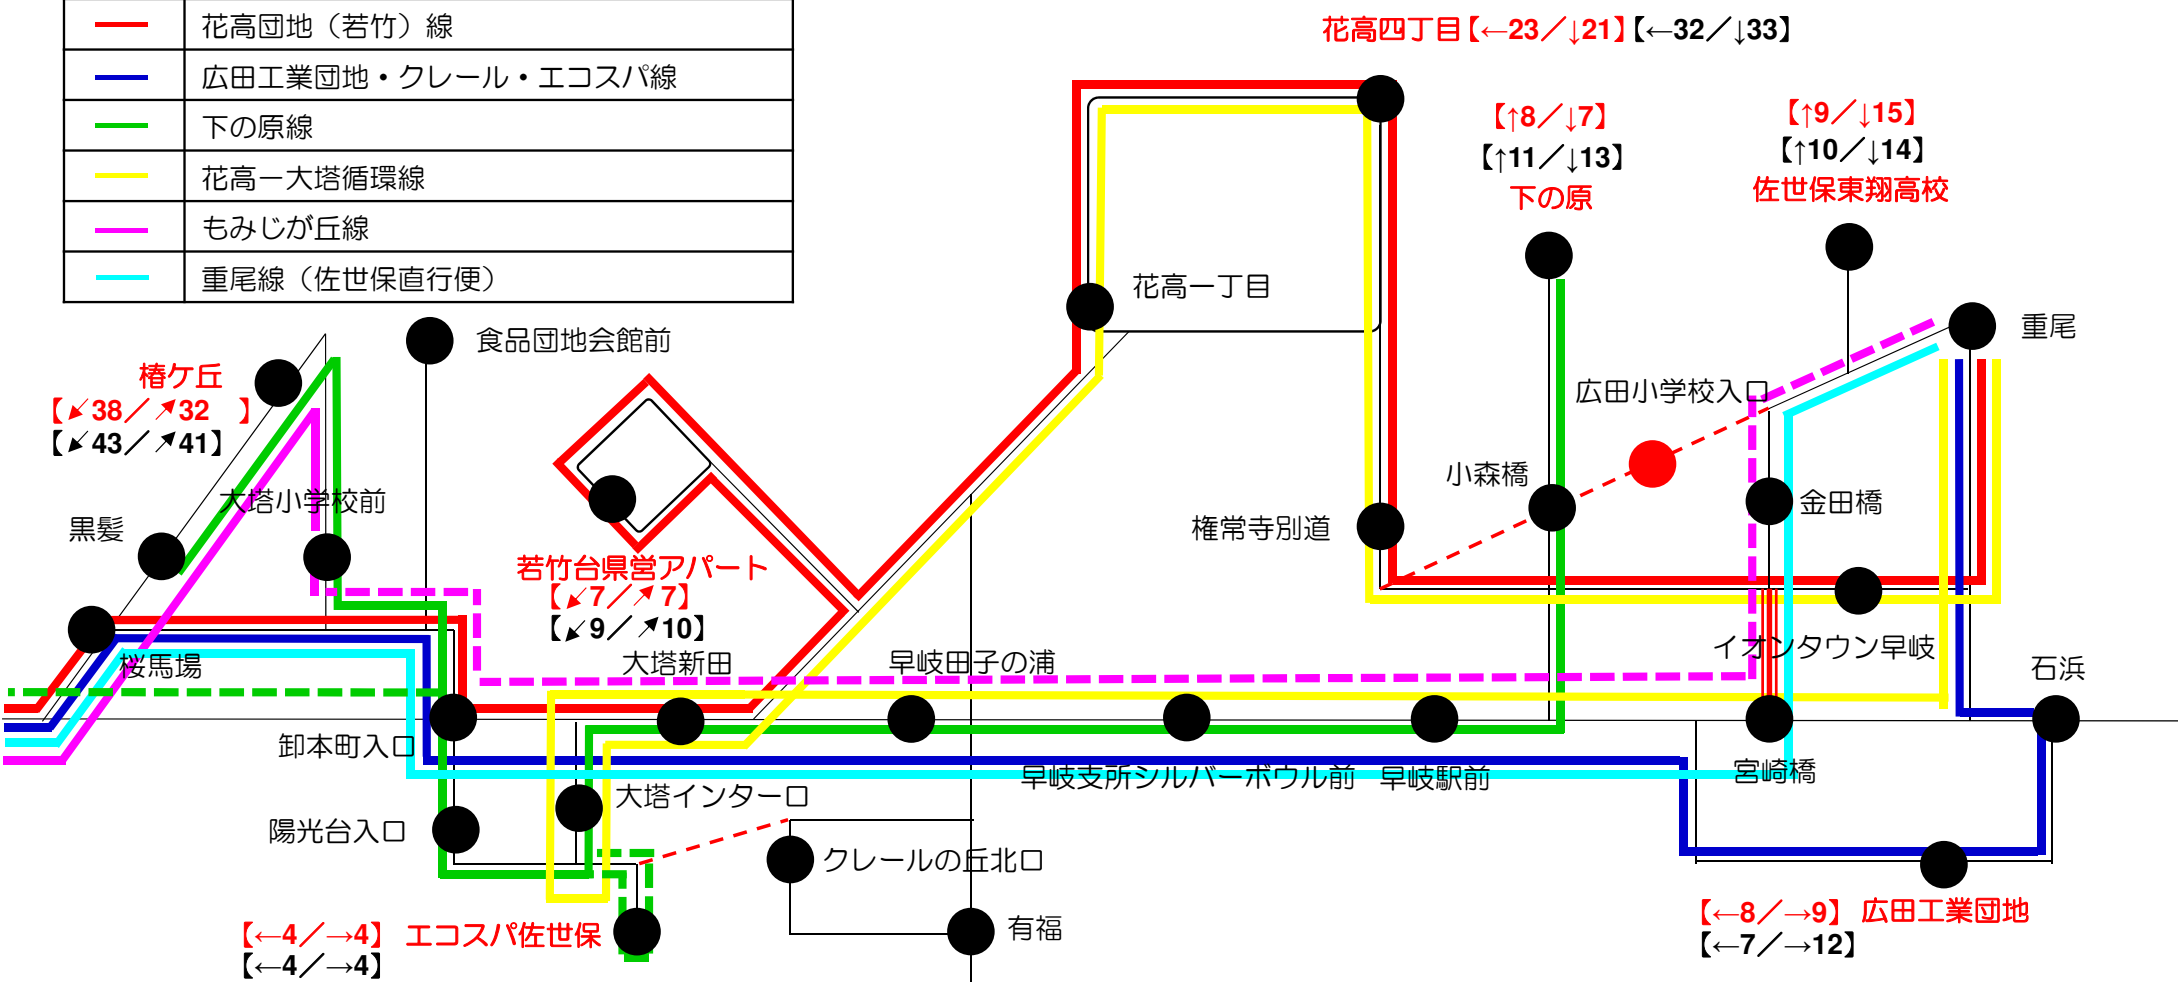 花高団地（若竹）線
広田工業団地・クレール・エコスパ線
下の原線
花高ー大塔循環線
もみじが丘線
重尾線（佐世保直行便）
花高四丁目【←23／↓21】【←32／↓33】
【↑8／↓7】
【↑11／↓13】
下の原
【↑9／↓15】
【↑10／↓14】
佐世保東翔高校
花高一丁目
重尾
食品団地会館前
椿ケ丘
【↙38／↗32　】
【↙43／↗41】
広田小学校入口
小森橋
金田橋
大塔小学校前
黒髪
権常寺別道
若竹台県営アパート
【↙7／↗7】
【↙9／↗10】
桜馬場
大塔新田
早岐田子の浦
イオンタウン早岐
石浜
卸本町入口
早岐支所シルバーボウル前
早岐駅前
宮崎橋
大塔インター口
陽光台入口
クレールの丘北口
有福
【←4／→4】 エコスパ佐世保
【←4／→4】
【←8／→9】 広田工業団地
【←7／→12】